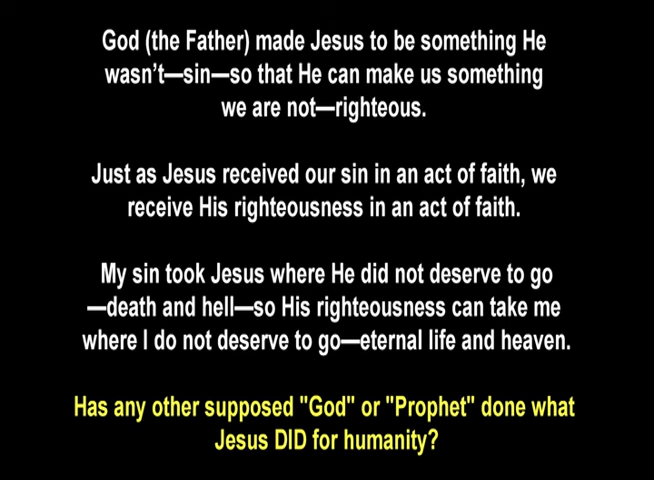 God (the Father) made Jesus to be something He
wasn't—sin—so that He can make us something
we are not—righteous.
Just as Jesus received our sin in an act of faith, we
receive His righteousness in an act of faith.
My sin took Jesus where He did not deserve to go
—death and hell—so His righteousness can take me
where I do not deserve to go—eternal life and heaven.
Has any other supposed "God" or "Prophet" done what
Jesus DID for humanity?